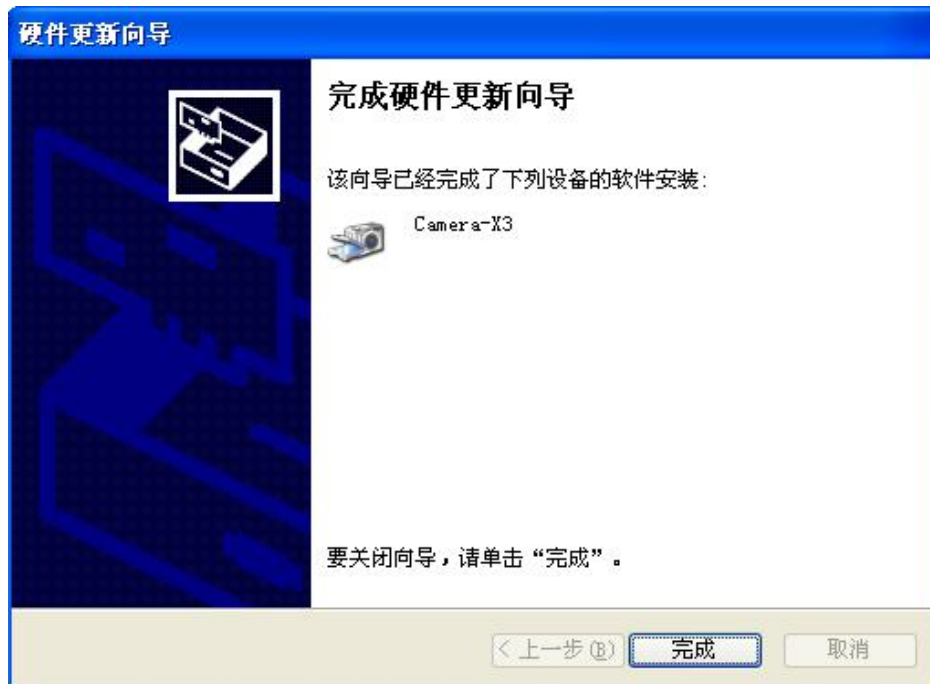 硬件更新向导
完成硬件更新向导
该向导已经完成了下列设备的软件安装:
Camera-X3
要关闭向导，请单击“完成”。
< 上一步(B) 完成 取消